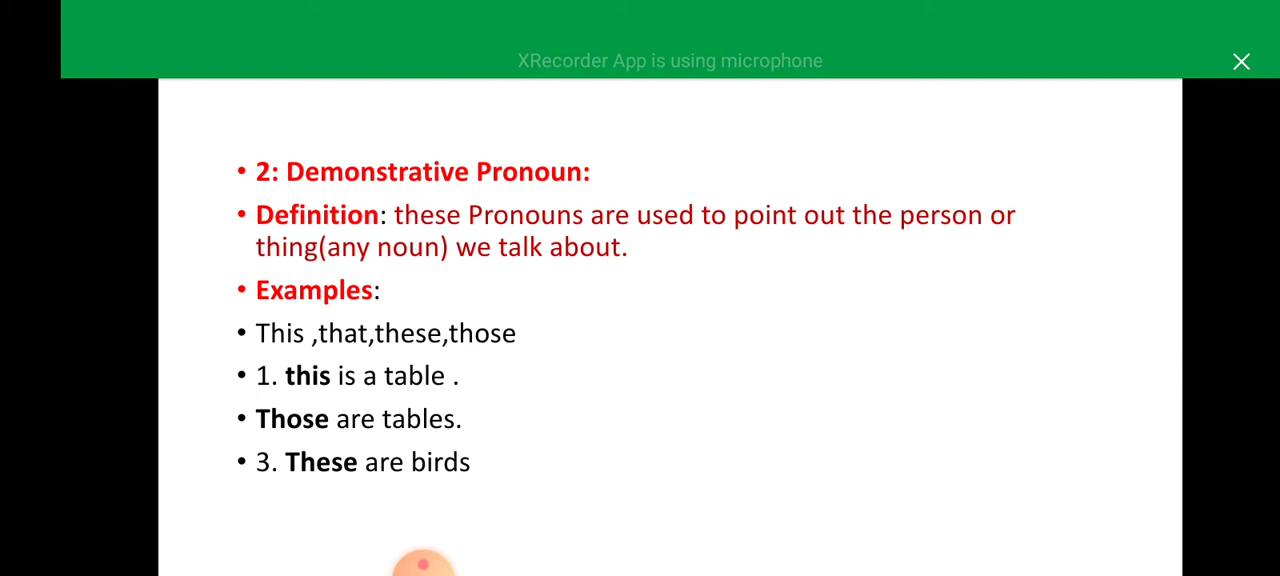 XRecorder App is using microphone
• 2: Demonstrative Pronoun:
• Definition: these Pronouns are used to point out the person or
thing(any noun) we talk about.
• Examples:
• This ,that,these,those
• 1. this is a table .
• Those are tables.
• 3. These are birds